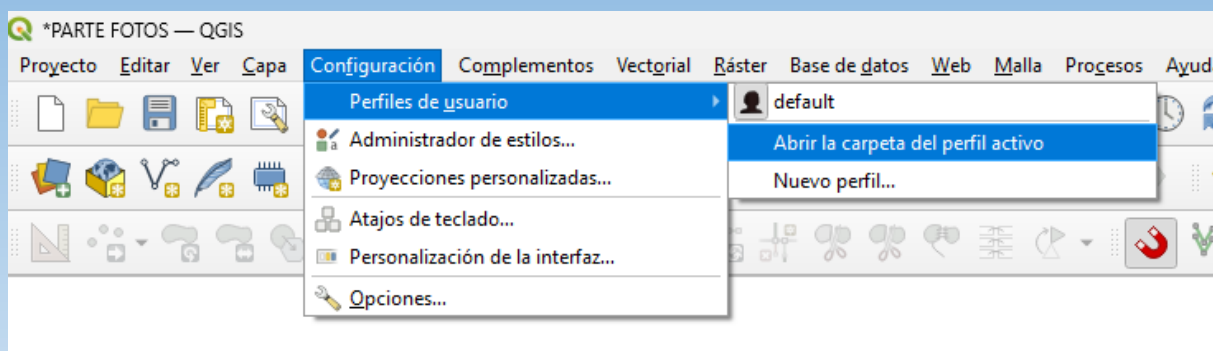 *PARTE FOTOS — QGIS
Proyecto Editar Ver Capa Configuración Complementos Vectorial Ráster Base de datos Web Malla Procesos Ayud
Perfiles de usuario
default
Administrador de estilos...
Abrir la carpeta del perfil activo
Proyecciones personalizadas...
Nuevo perfil...
Atajos de teclado...
Personalización de la interfaz...
Opciones...